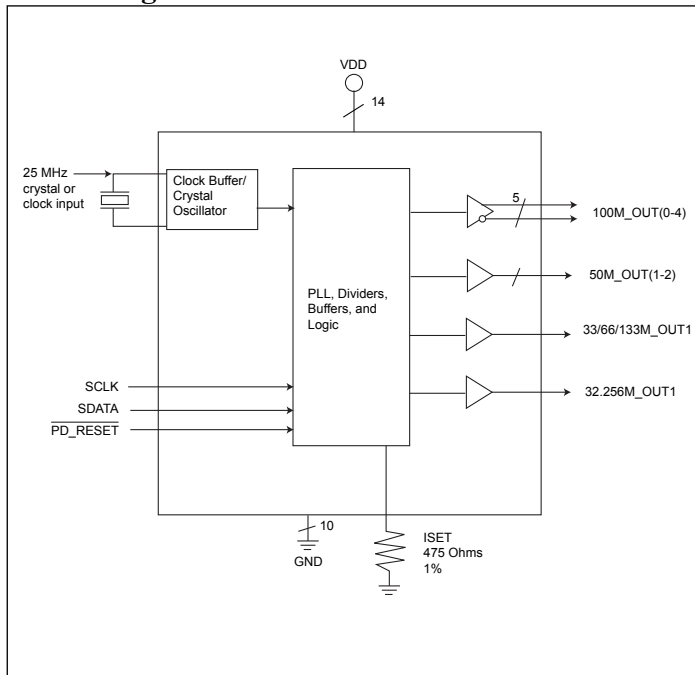 VDD
14
25 MHz
crystal or
clock input
Clock Buffer/
Crystal
Oscillator
5
100M_OUT(0-4)
50M_OUT(1-2)
PLL, Dividers,
Buffers, and
Logic
33/66/133M_OUT1
32.256M_OUT1
SCLK
SDATA
PD_RESET
10
GND
ISET
475 Ohms
1%